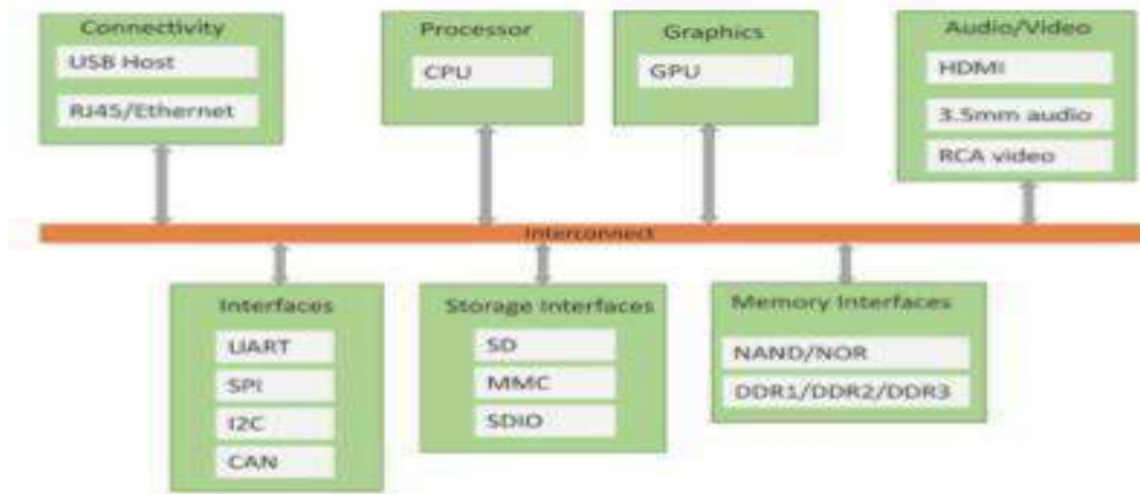 Connectivity
USB Host
RJ45/Ethernet
Processor
CPU
Graphics
GPU
Audio/Video
HDMI
3.5mm audio
RCA video
Interconnect
Interfaces
UART
SPI
I2C
CAN
Storage Interfaces
SD
MMC
SDIO
Memory Interfaces
NAND/NOR
DDR1/DDR2/DDR3